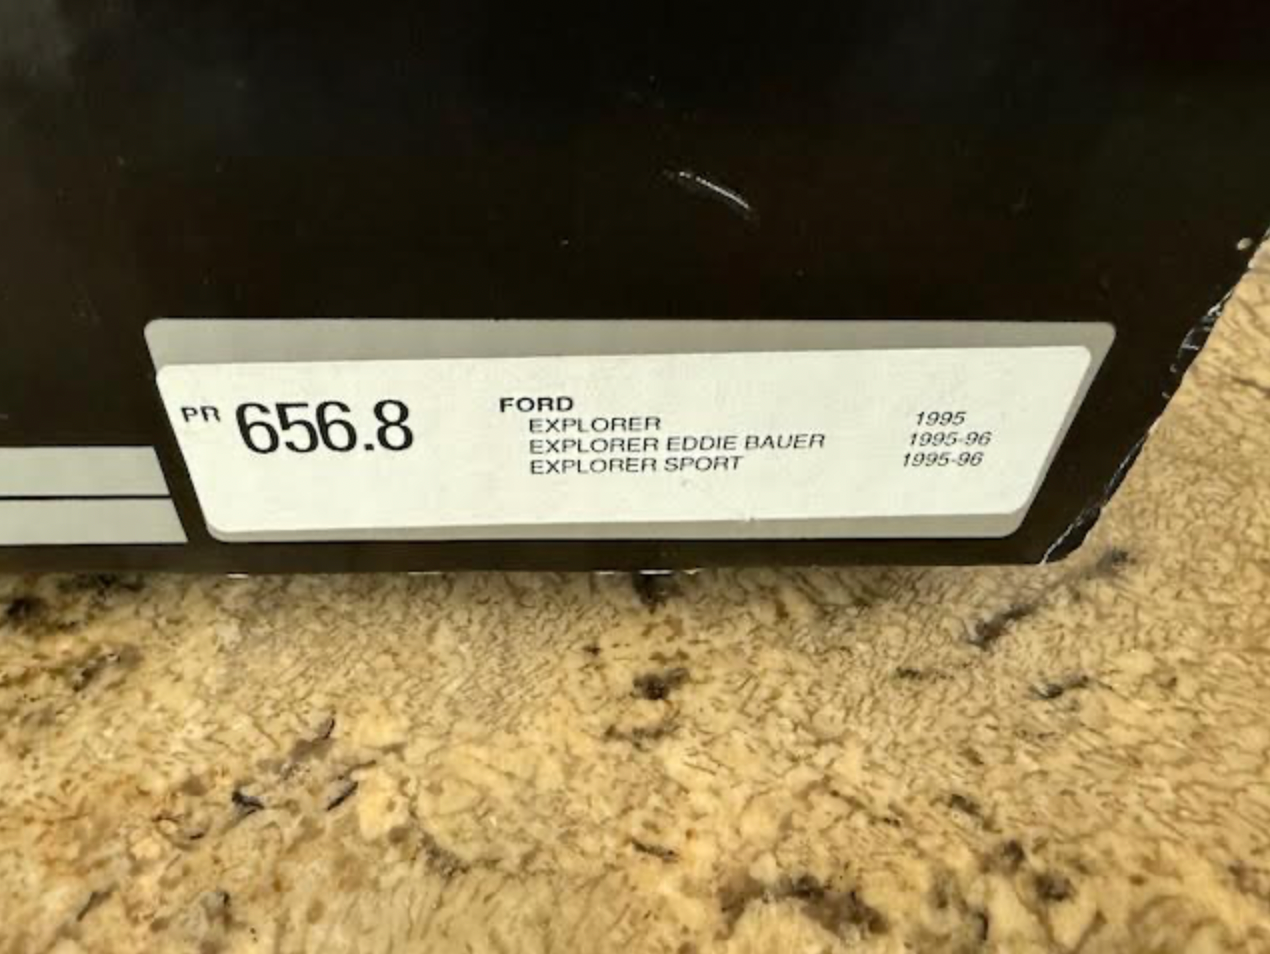 PR 656.8
FORD
EXPLORER 1995
EXPLORER EDDIE BAUER 1995-96
EXPLORER SPORT 1995-96